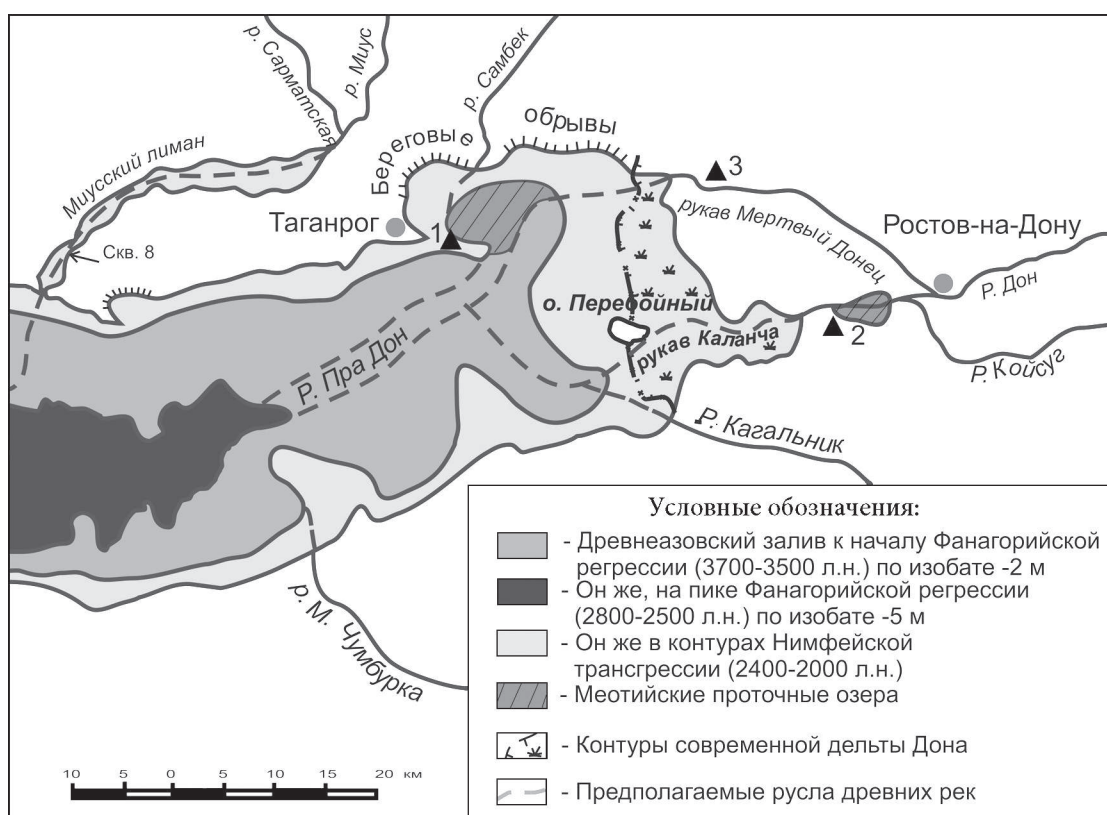 р. Сарматская
р. Миус
р. Самбек
Миусский лиман
Береговые
обрывы
Таганрог
1
3
рукав Мертвый Донец
Ростов-на-Дону
Скв. 8
Р. Дон
о. Перебойный
рукав Каланча
2
Р. Койсуг
Р. Пра Дон
Р. Кагальник
р. М. Чумбурка
Условные обозначения:
- Древнеазовский залив к началу Фанагорийской
регрессии (3700-3500 л.н.) по изобате -2 м
- Он же, на пике Фанагорийской регрессии
(2800-2500 л.н.) по изобате -5 м
- Он же в контурах Нимфейской
трансгрессии (2400-2000 л.н.)
- Меотийские проточные озера
- Контуры современной дельты Дона
- Предполагаемые русла древних рек
10 5 0 5 10 15 20 км